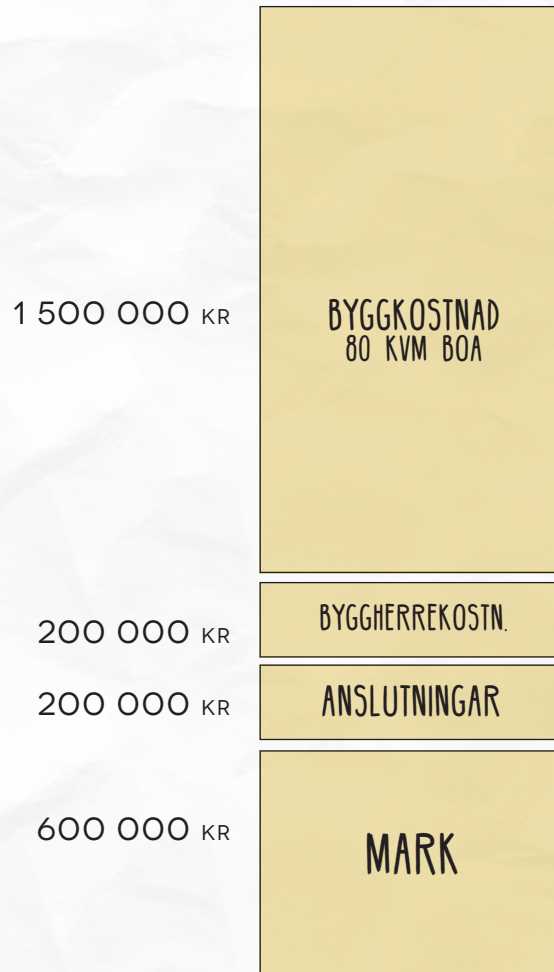 1 500 000 KR
BYGGKOSTNAD
80 KVM BOA
200 000 KR
BYGGHERREKOSTN.
200 000 KR
ANSLUTNINGAR
600 000 KR
MARK